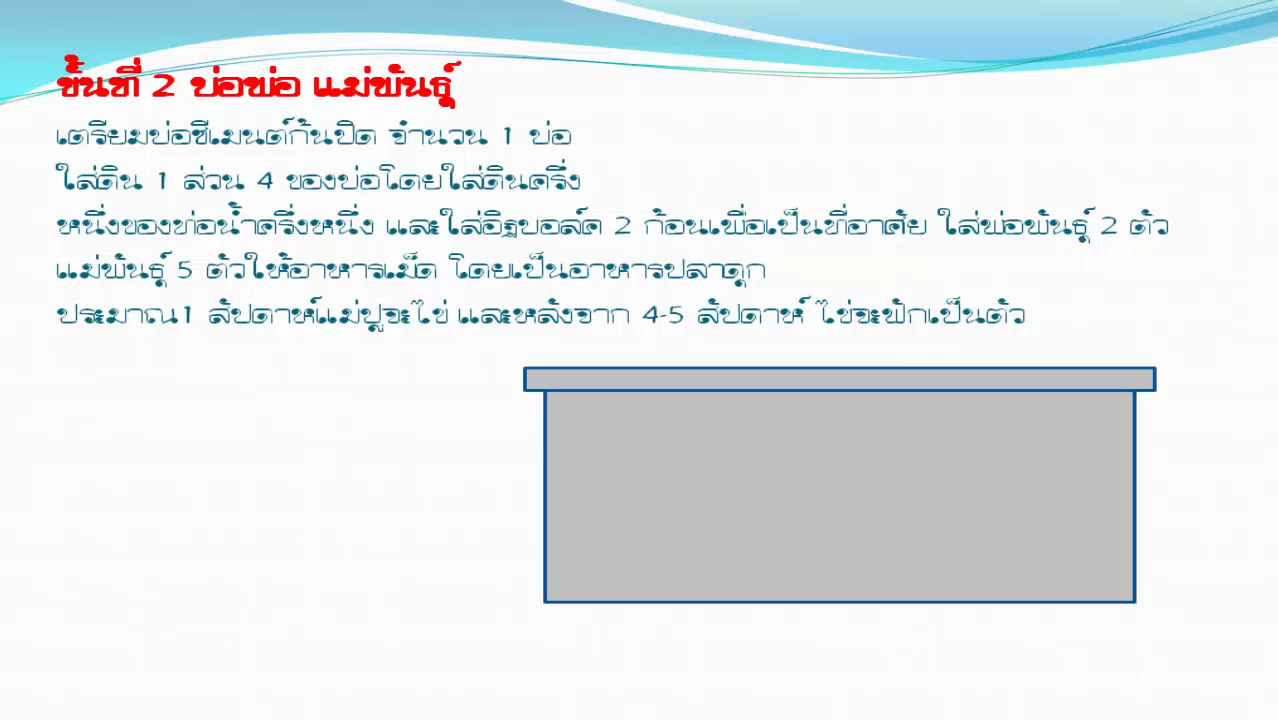 ขั้นที่ 2 บ่อพ่อ แม่พันธุ์
เตรียมบ่อซีเมนต์ก้นปิด จำนวน 1 บ่อ
ใส่ดิน 1 ส่วน 4 ของบ่อโดยใส่ดินครึ่ง
หนึ่งของท่อน้ำครึ่งหนึ่ง และใส่อิฐบอล์ค 2 ก้อนเพื่อเป็นที่อาศัย ใส่พ่อพันธุ์ 2 ตัว
แม่พันธุ์ 5 ตัวให้อาหารเม็ด โดยเป็นอาหารปลาดุก
ประมาณ1 สัปดาห์แม่ปูจะไข่ และหลังจาก 4-5 สัปดาห์ ไข่จะฟักเป็นตัว